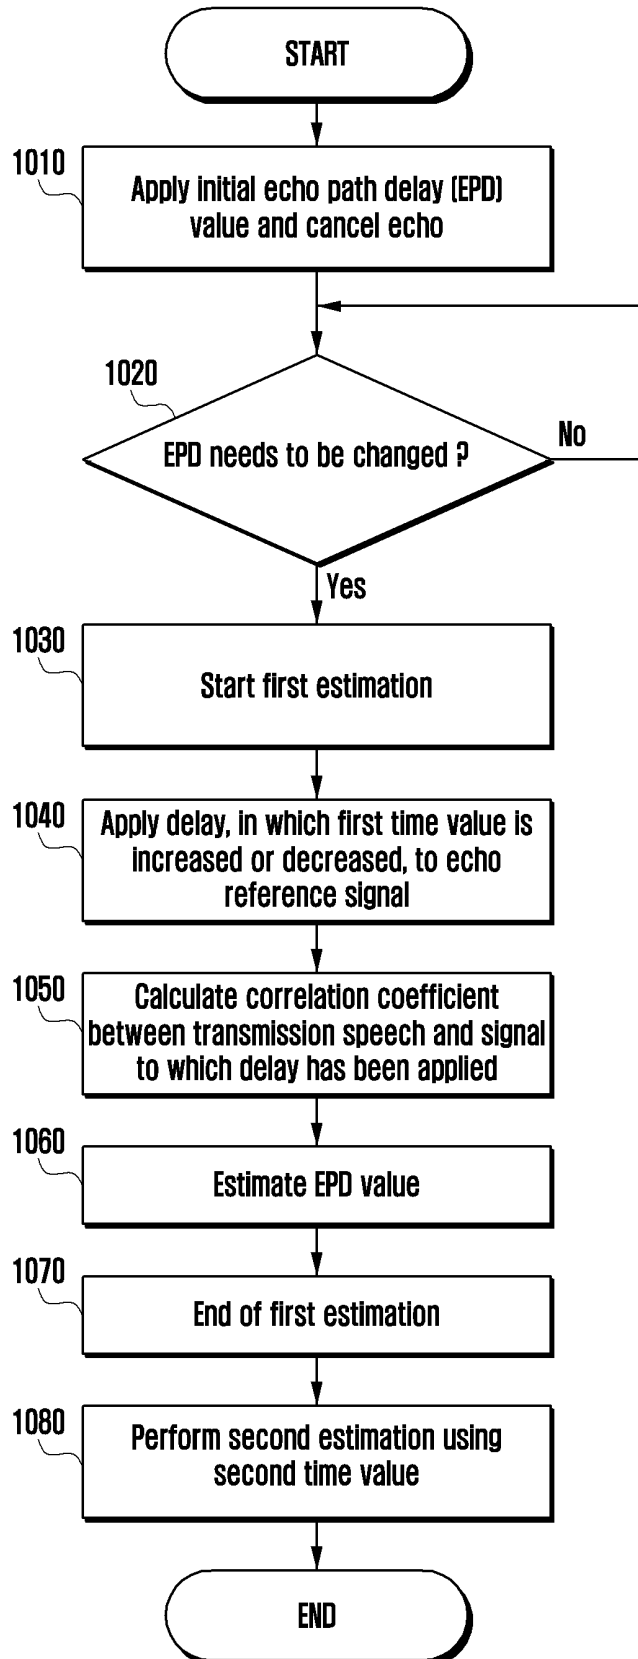 START
1010
Apply initial echo path delay (EPD)
value and cancel echo
1020
EPD needs to be changed ?
No
Yes
1030
Start first estimation
1040
Apply delay, in which first time value is
increased or decreased, to echo
reference signal
1050
Calculate correlation coefficient
between transmission speech and signal
to which delay has been applied
1060
Estimate EPD value
1070
End of first estimation
1080
Perform second estimation using
second time value
END